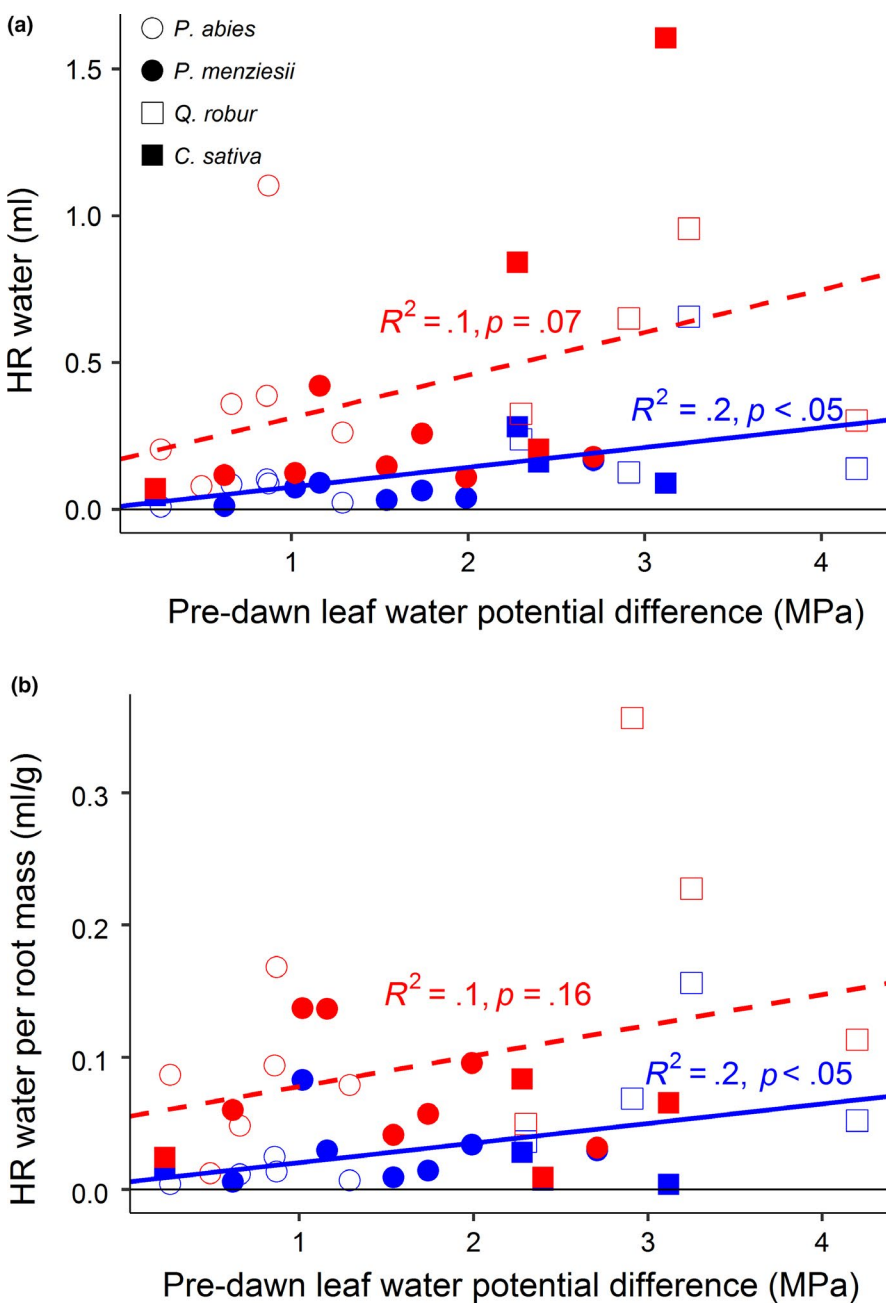 (a)
P. abies
P. menziesii
Q. robur
C. sativa
1.5
1.0
0.5
0.0
HR water (ml)
R² = .1, p = .07
R² = .2, p < .05
1 2 3 4
Pre-dawn leaf water potential difference (MPa)
(b)
0.3
0.2
0.1
0.0
HR water per root mass (ml/g)
R² = .1, p = .16
R² = .2, p < .05
1 2 3 4
Pre-dawn leaf water potential difference (MPa)